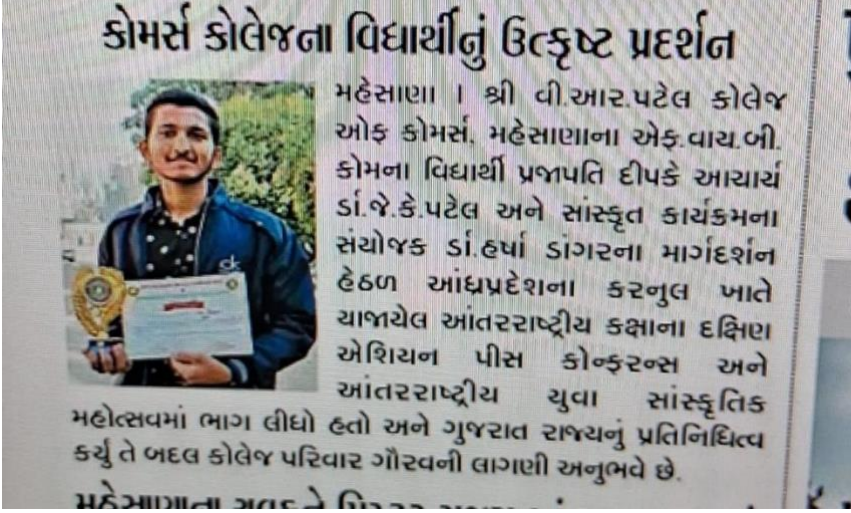 કોમર્સ કોલેજના વિદ્યાર્થીનું ઉત્કૃષ્ટ પ્રદર્શન
મહેસાણા । શ્રી વી.આર.પટેલ કોલેજ
ઓફ કોમર્સ, મહેસાણાના એફ.વાય.બી.
કોમના વિદ્યાર્થી પ્રજાપતિ દીપકે આચાર્ય
ડૉ.જે.કે.પટેલ અને સાંસ્કૃત કાર્યક્રમના
સંયોજક ડૉ.હર્ષા ડાંગરના માર્ગદર્શન
હેઠળ આંધ્રપ્રદેશના કરનુલ ખાતે
યાજાયેલ આંતરરાષ્ટ્રીય કક્ષાના દક્ષિણ
એશિયન પીસ કોન્ફરન્સ અને
આંતરરાષ્ટ્રીય યુવા સાંસ્કૃતિક
મહોત્સવમાં ભાગ લીધો હતો અને ગુજરાત રાજ્યનું પ્રતિનિધિત્વ
કર્યું તે બદલ કોલેજ પરિવાર ગૌરવની લાગણી અનુભવે છે.